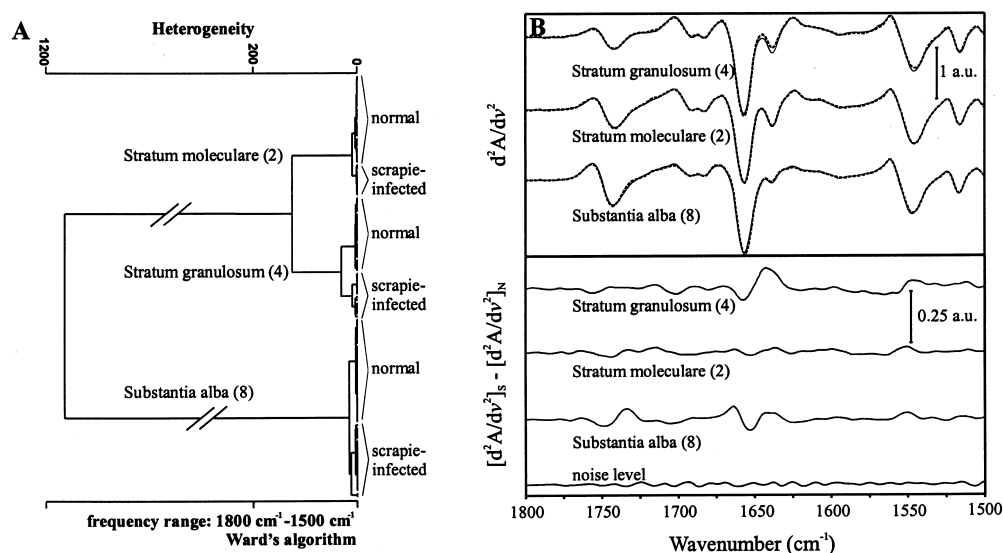 A
Heterogeneity
1200
200
0
Stratum moleculare (2)
normal
scrapie-
infected
normal
Stratum granulosum (4)
scrapie-
infected
normal
Substantia alba (8)
scrapie-
infected
frequency range: 1800 cm⁻¹-1500 cm⁻¹
Ward's algorithm
B
d²A/dν²
Stratum granulosum (4)
1 a.u.
Stratum moleculare (2)
Substantia alba (8)
[d²A/dν²]S - [d²A/dν²]N
Stratum granulosum (4)
0.25 a.u.
Stratum moleculare (2)
Substantia alba (8)
noise level
1800 1750 1700 1650 1600 1550 1500
Wavenumber (cm⁻¹)